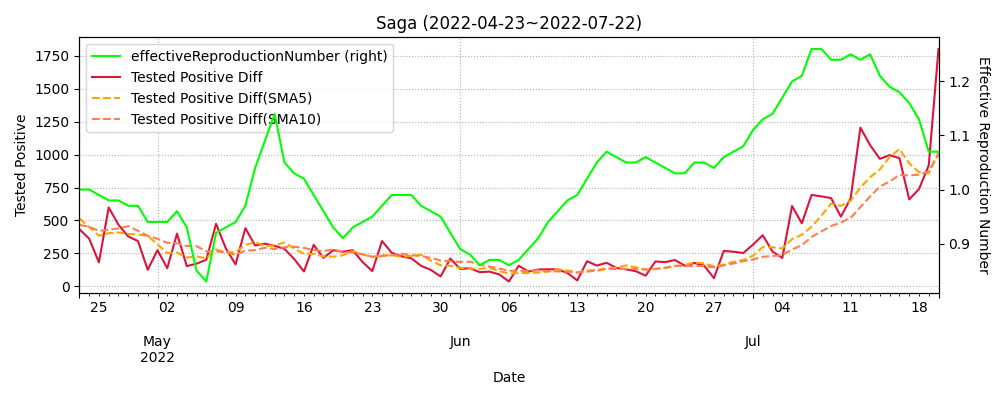 Saga (2022-04-23~2022-07-22)
effectiveReproductionNumber (right)
Tested Positive Diff
Tested Positive Diff(SMA5)
Tested Positive Diff(SMA10)
Tested Positive
1750
1500
1250
1000
750
500
250
0
Effective Reproduction Number
1.2
1.1
1.0
0.9
25 02 09 16 23 30 06 13 20 27 04 11 18
May Jun Jul
2022
Date